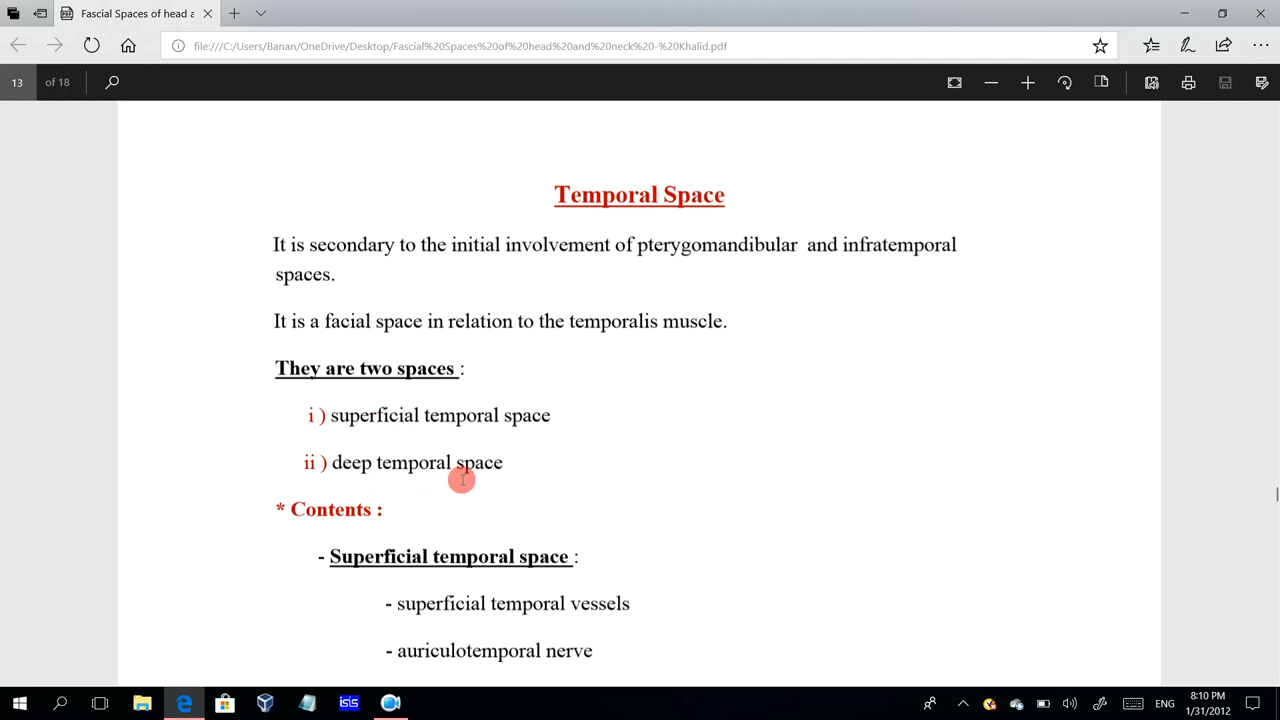 Fascial Spaces of head a
file:///C:/Users/Banan/OneDrive/Desktop/Fascial%20Spaces%20of%20head%20and%20neck%20-%20Khalid.pdf
13 of 18
Temporal Space
It is secondary to the initial involvement of pterygomandibular and infratemporal
spaces.
It is a facial space in relation to the temporalis muscle.
They are two spaces :
i ) superficial temporal space
ii ) deep temporal space
* Contents :
- Superficial temporal space :
- superficial temporal vessels
- auriculotemporal nerve
isis
ENG
8:10 PM
1/31/2012